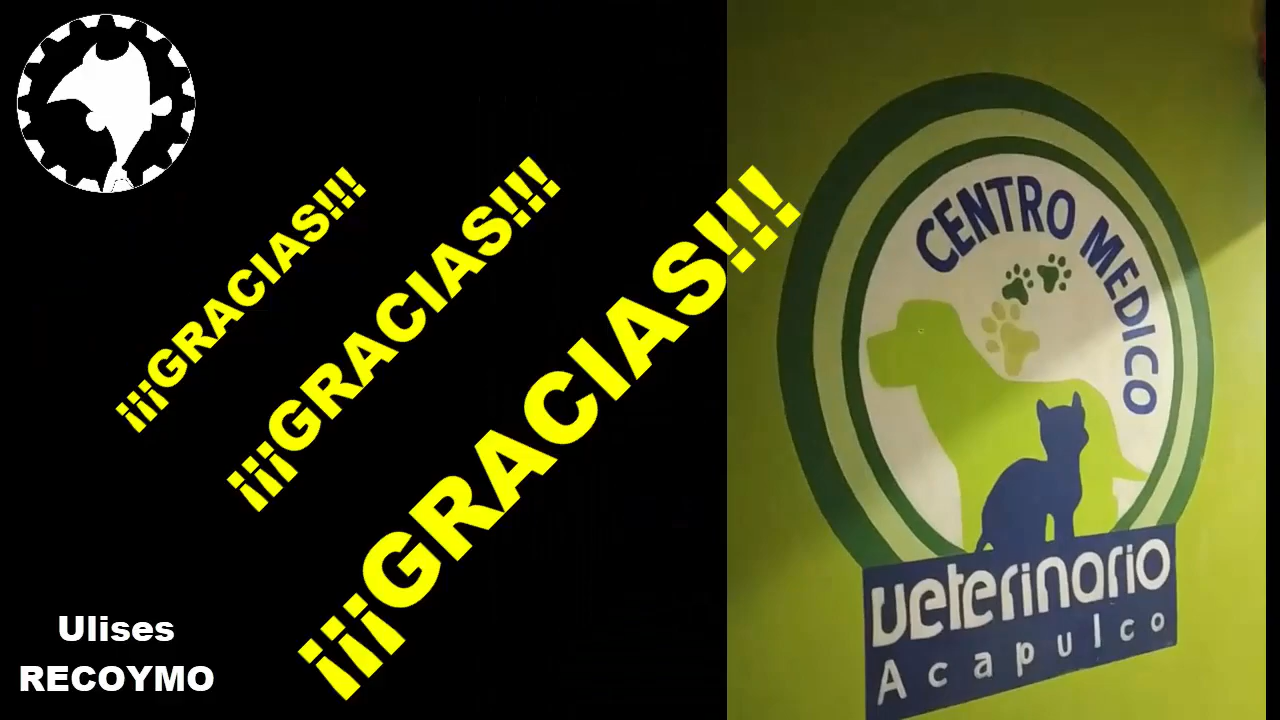 ¡¡¡GRACIAS!!!
¡¡¡GRACIAS!!!
¡¡¡GRACIAS!!!
CENTRO MEDICO
veterinario
Acapulco
Ulises
RECOYMO